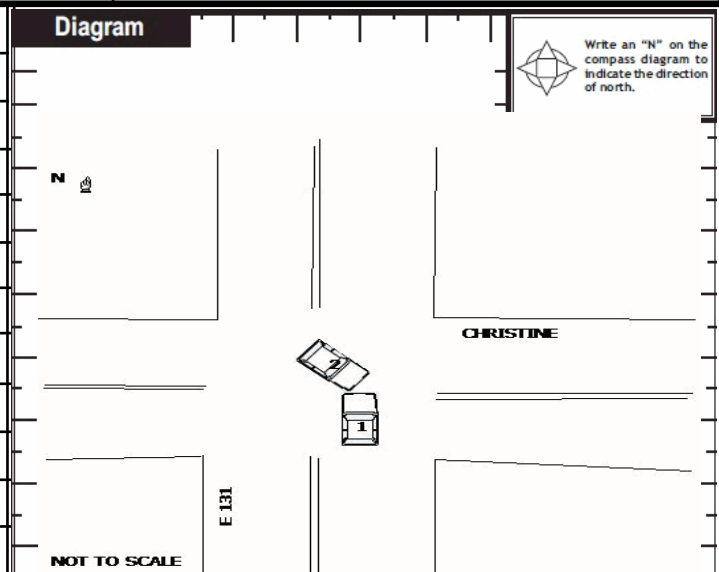 Diagram
Write an “N” on the
compass diagram to
indicate the direction
of north.
N
CHRISTINE
2
1
E 131
NOT TO SCALE